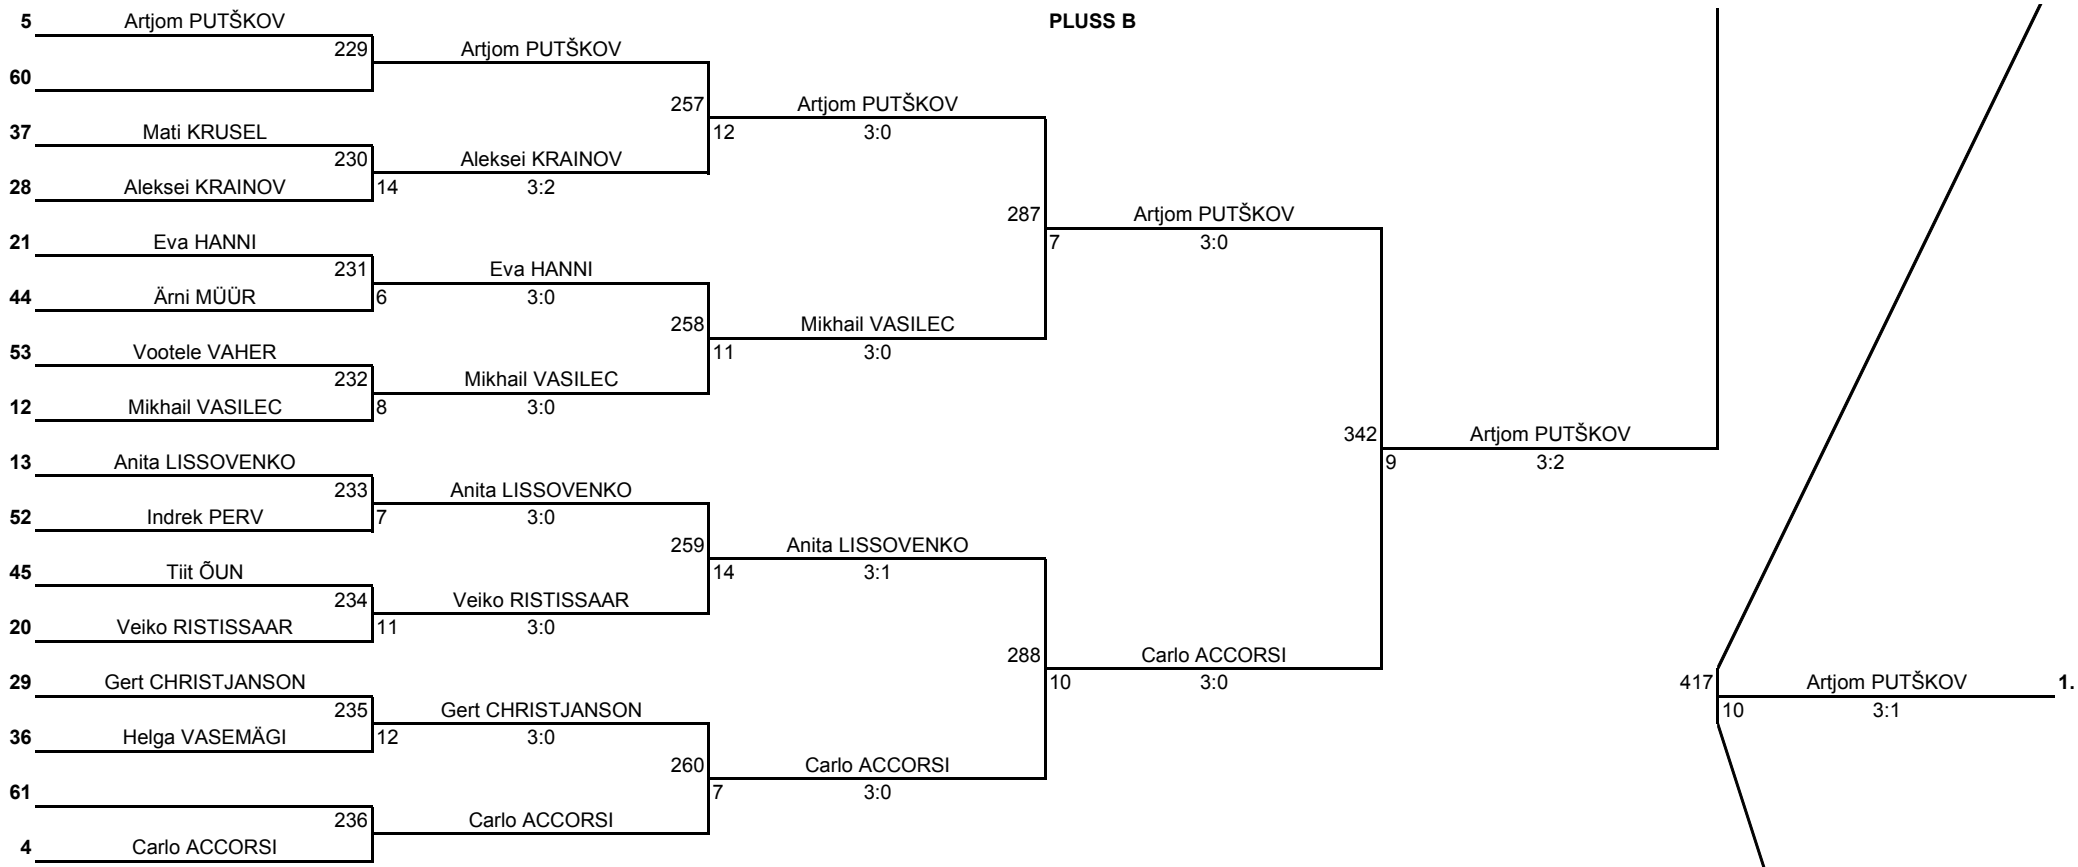 5 Artjom PUTŠKOV PLUSS B
229 Artjom PUTŠKOV
60
257 Artjom PUTŠKOV
37 Mati KRUSEL 12 3:0
230 Aleksei KRAINOV
28 Aleksei KRAINOV 14 3:2
287 Artjom PUTŠKOV
21 Eva HANNI 7 3:0
231 Eva HANNI
44 Ärni MÜÜR 6 3:0
258 Mikhail VASILEC
53 Vootele VAHER 11 3:0
232 Mikhail VASILEC
12 Mikhail VASILEC 8 3:0
342 Artjom PUTŠKOV
13 Anita LISSOVENKO 9 3:2
233 Anita LISSOVENKO
52 Indrek PERV 7 3:0
259 Anita LISSOVENKO
45 Tiit ÕUN 14 3:1
234 Veiko RISTISSAAR
20 Veiko RISTISSAAR 11 3:0
288 Carlo ACCORSI
29 Gert CHRISTJANSON 10 3:0 417 Artjom PUTŠKOV 1.
235 Gert CHRISTJANSON 10 3:1
36 Helga VASEMÄGI 12 3:0
260 Carlo ACCORSI
61 7 3:0
236 Carlo ACCORSI
4 Carlo ACCORSI